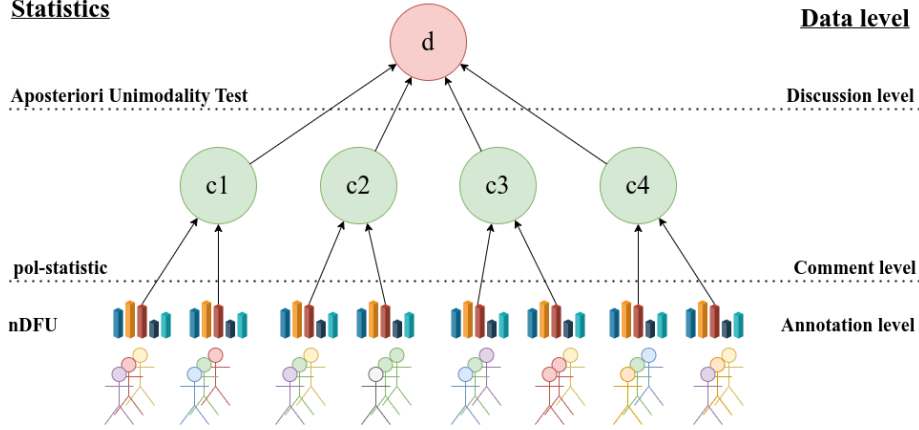 Statistics
Data level
d
Aposteriori Unimodality Test
Discussion level
c1
c2
c3
c4
pol-statistic
Comment level
nDFU
Annotation level